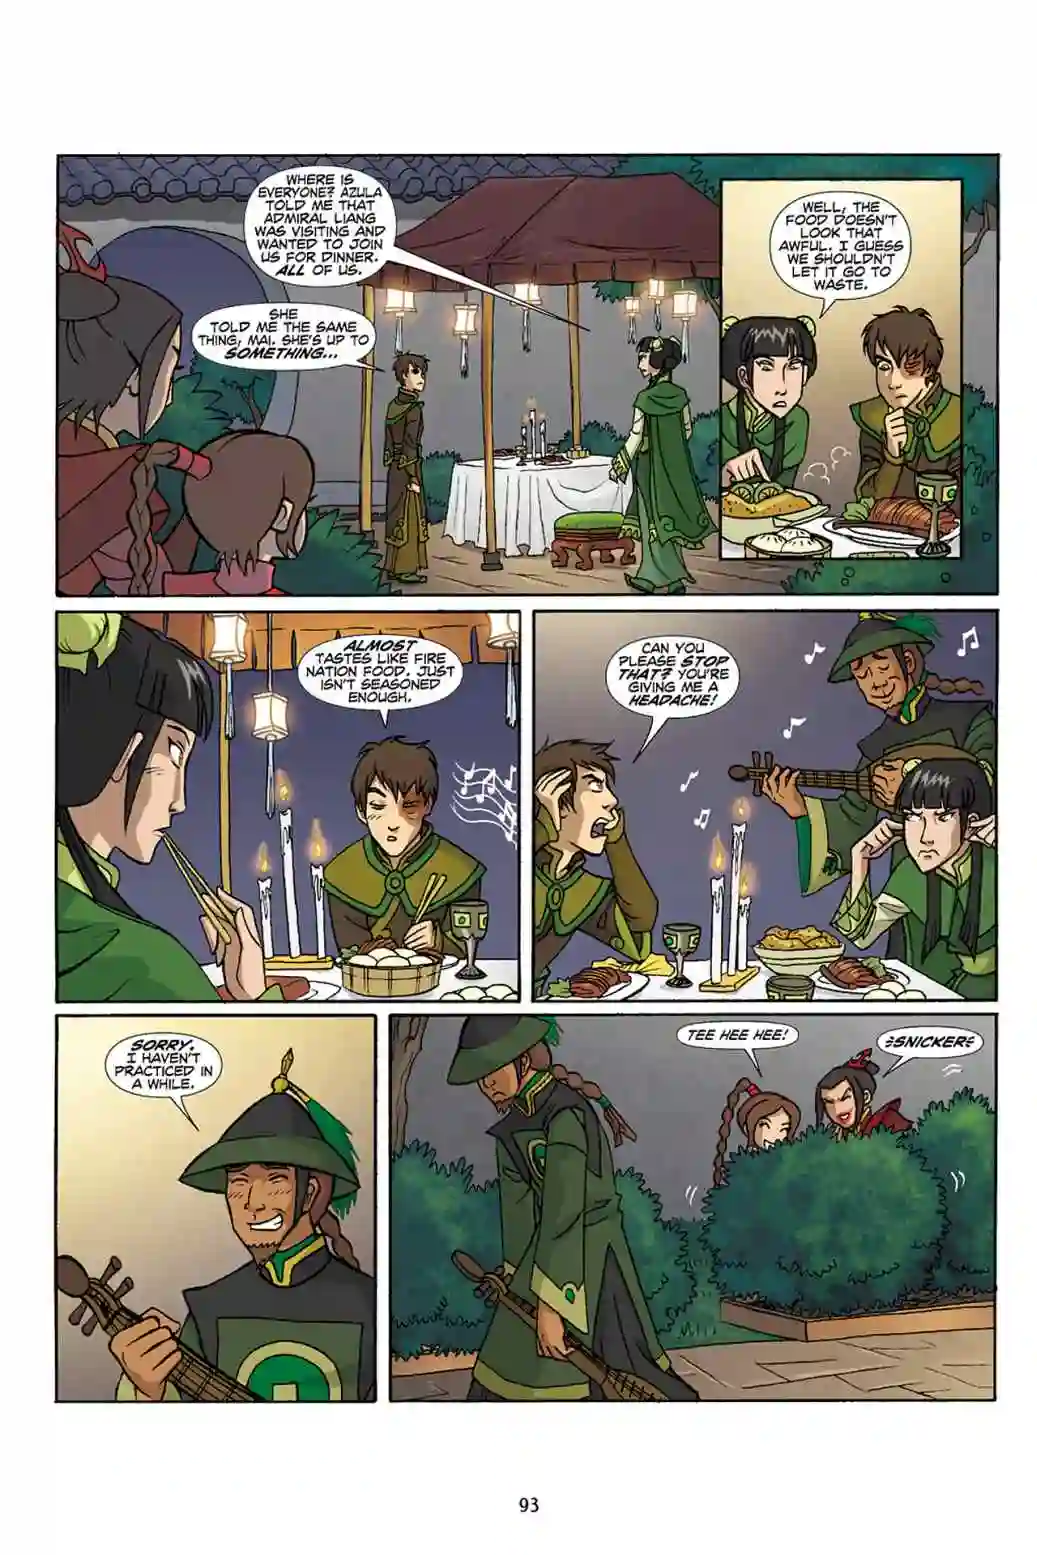 WHERE IS
EVERYONE? AZULA
TOLD ME THAT
ADMIRAL LIANG
WAS VISITING AND
WANTED TO JOIN
US FOR DINNER.
ALL OF US.
SHE
TOLD ME THE SAME
THING, MAI. SHE'S UP TO
SOMETHING...
WELL, THE
FOOD DOESN'T
LOOK THAT
AWFUL. I GUESS
WE SHOULDN'T
LET IT GO TO
WASTE.
ALMOST
TASTES LIKE FIRE
NATION FOOD. JUST
ISN'T SEASONED
ENOUGH.
CAN YOU
PLEASE STOP
THAT? YOU'RE
GIVING ME A
HEADACHE!
SORRY.
I HAVEN'T
PRACTICED IN
A WHILE.
TEE HEE HEE!
SNICKER
93